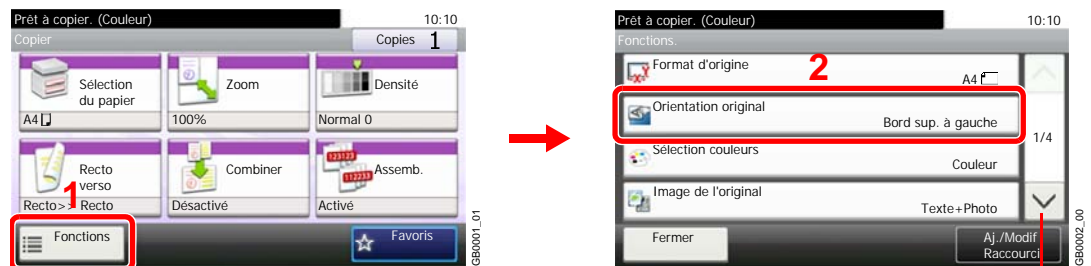 Prêt à copier. (Couleur) 10:10
Copier Copies 1
Sélection
du papier
A4
Zoom
100%
Densité
Normal 0
Recto
verso
Recto>> Recto
Combiner
Désactivé
123123
112233
Assemb.
Activé
1
Fonctions
Favoris
GB0001_01
Prêt à copier. (Couleur) 10:10
Fonctions.
2
Format d'origine
A4
Orientation original
Bord sup. à gauche
Sélection couleurs
Couleur
Image de l'original
Texte+Photo
1/4
Fermer
Aj./Modif
Raccourci
GB0002_00